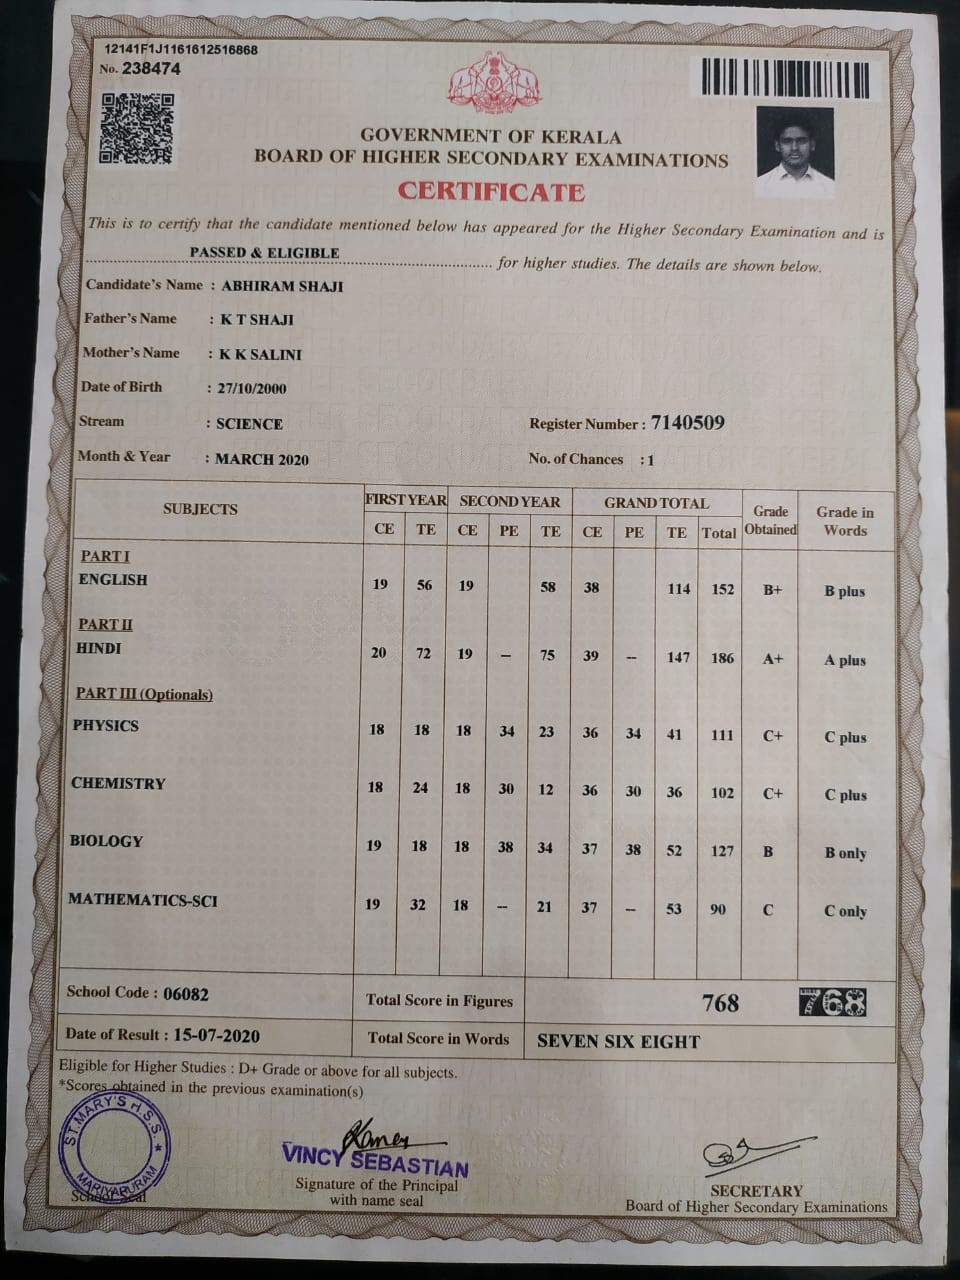 12141F1J1161612516868
No. 238474
GOVERNMENT OF KERALA
BOARD OF HIGHER SECONDARY EXAMINATIONS
CERTIFICATE
This is to certify that the candidate mentioned below has appeared for the Higher Secondary Examination and is
PASSED & ELIGIBLE for higher studies. The details are shown below.
Candidate's Name : ABHIRAM SHAJI
Father's Name : K T SHAJI
Mother's Name : K K SALINI
Date of Birth : 27/10/2000
Stream : SCIENCE Register Number : 7140509
Month & Year : MARCH 2020 No. of Chances : 1
SUBJECTS FIRST YEAR SECOND YEAR GRAND TOTAL Grade Obtained Grade in Words
CE TE CE PE TE CE PE TE Total
PART I
ENGLISH 19 56 19 58 38 114 152 B+ B plus
PART II
HINDI 20 72 19 -- 75 39 -- 147 186 A+ A plus
PART III (Optionals)
PHYSICS 18 18 18 34 23 36 34 41 111 C+ C plus
CHEMISTRY 18 24 18 30 12 36 30 36 102 C+ C plus
BIOLOGY 19 18 18 38 34 37 38 52 127 B B only
MATHEMATICS-SCI 19 32 18 -- 21 37 -- 53 90 C C only
School Code : 06082 Total Score in Figures 768 768
Date of Result : 15-07-2020 Total Score in Words SEVEN SIX EIGHT
Eligible for Higher Studies : D+ Grade or above for all subjects.
*Scores obtained in the previous examination(s)
ST. MARY'S H.S.S. * MARIYAPURAM
School Seal
VINCY SEBASTIAN
Signature of the Principal
with name seal
SECRETARY
Board of Higher Secondary Examinations